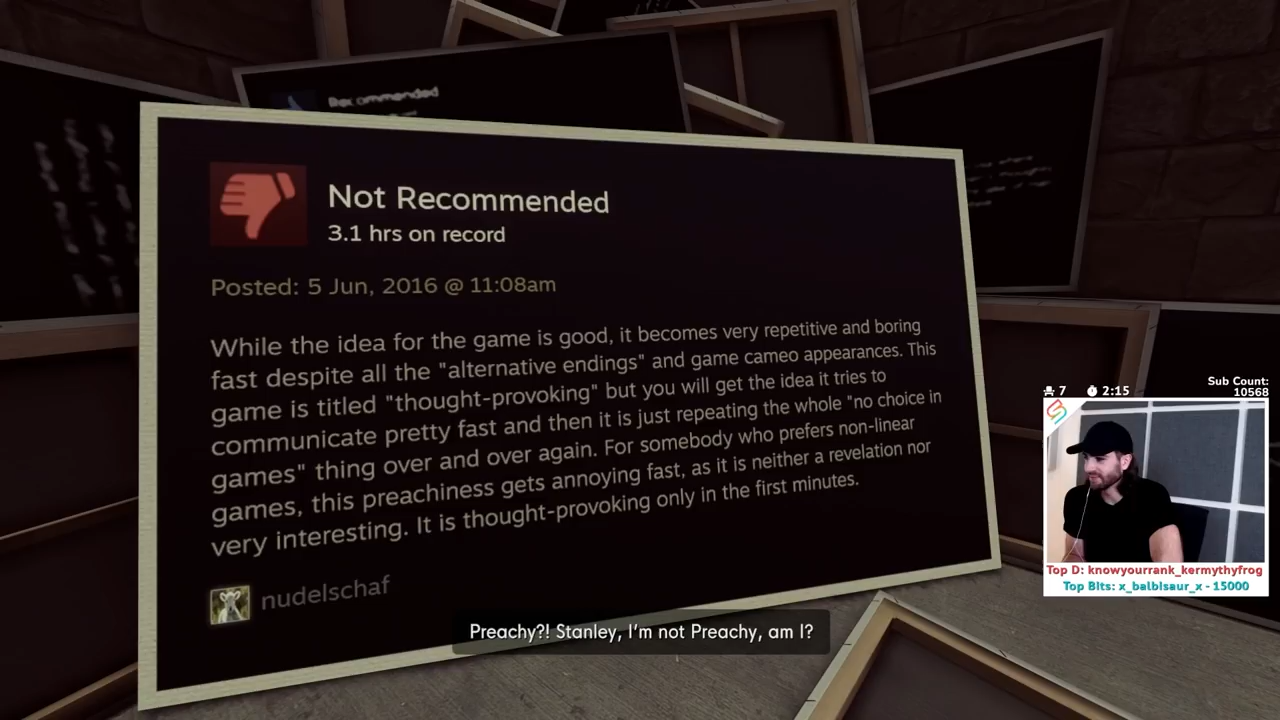 Recommended
Not Recommended
3.1 hrs on record
Posted: 5 Jun, 2016 @ 11:08am
While the idea for the game is good, it becomes very repetitive and boring
fast despite all the "alternative endings" and game cameo appearances. This
game is titled "thought-provoking" but you will get the idea it tries to
communicate pretty fast and then it is just repeating the whole "no choice in
games" thing over and over again. For somebody who prefers non-linear
games, this preachiness gets annoying fast, as it is neither a revelation nor
very interesting. It is thought-provoking only in the first minutes.
nudelschaf
Preachy?! Stanley, I'm not Preachy, am I?
7 2:15
Sub Count:
10568
Top D: knowyourrank_kermythyfrog
Top Bits: x_balbisaur_x - 15000